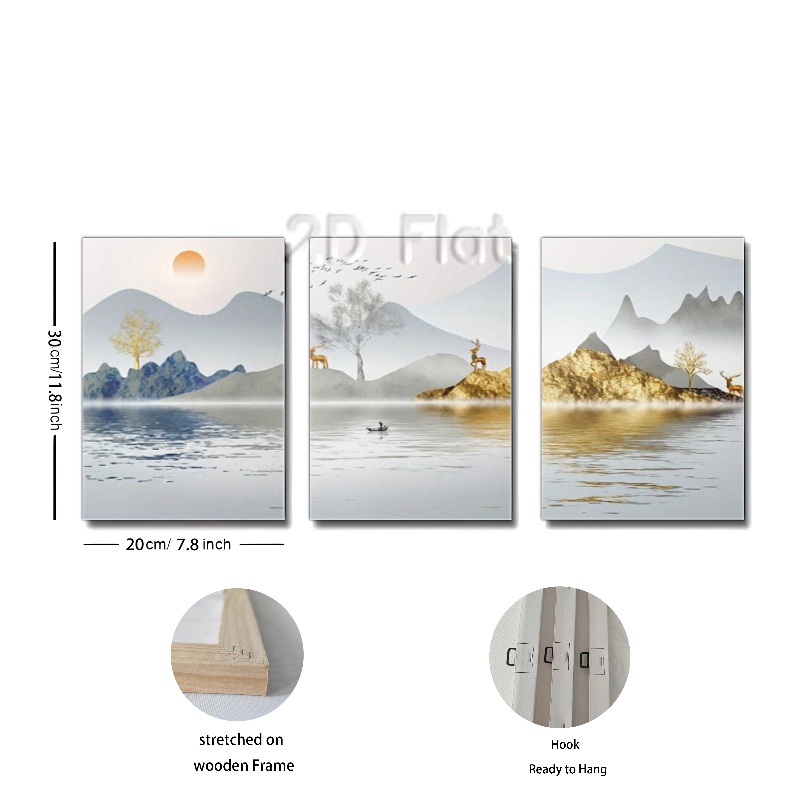 2D Flat
30cm/11.8inch
20cm/ 7.8 inch
stretched on
wooden Frame
Hook
Ready to Hang